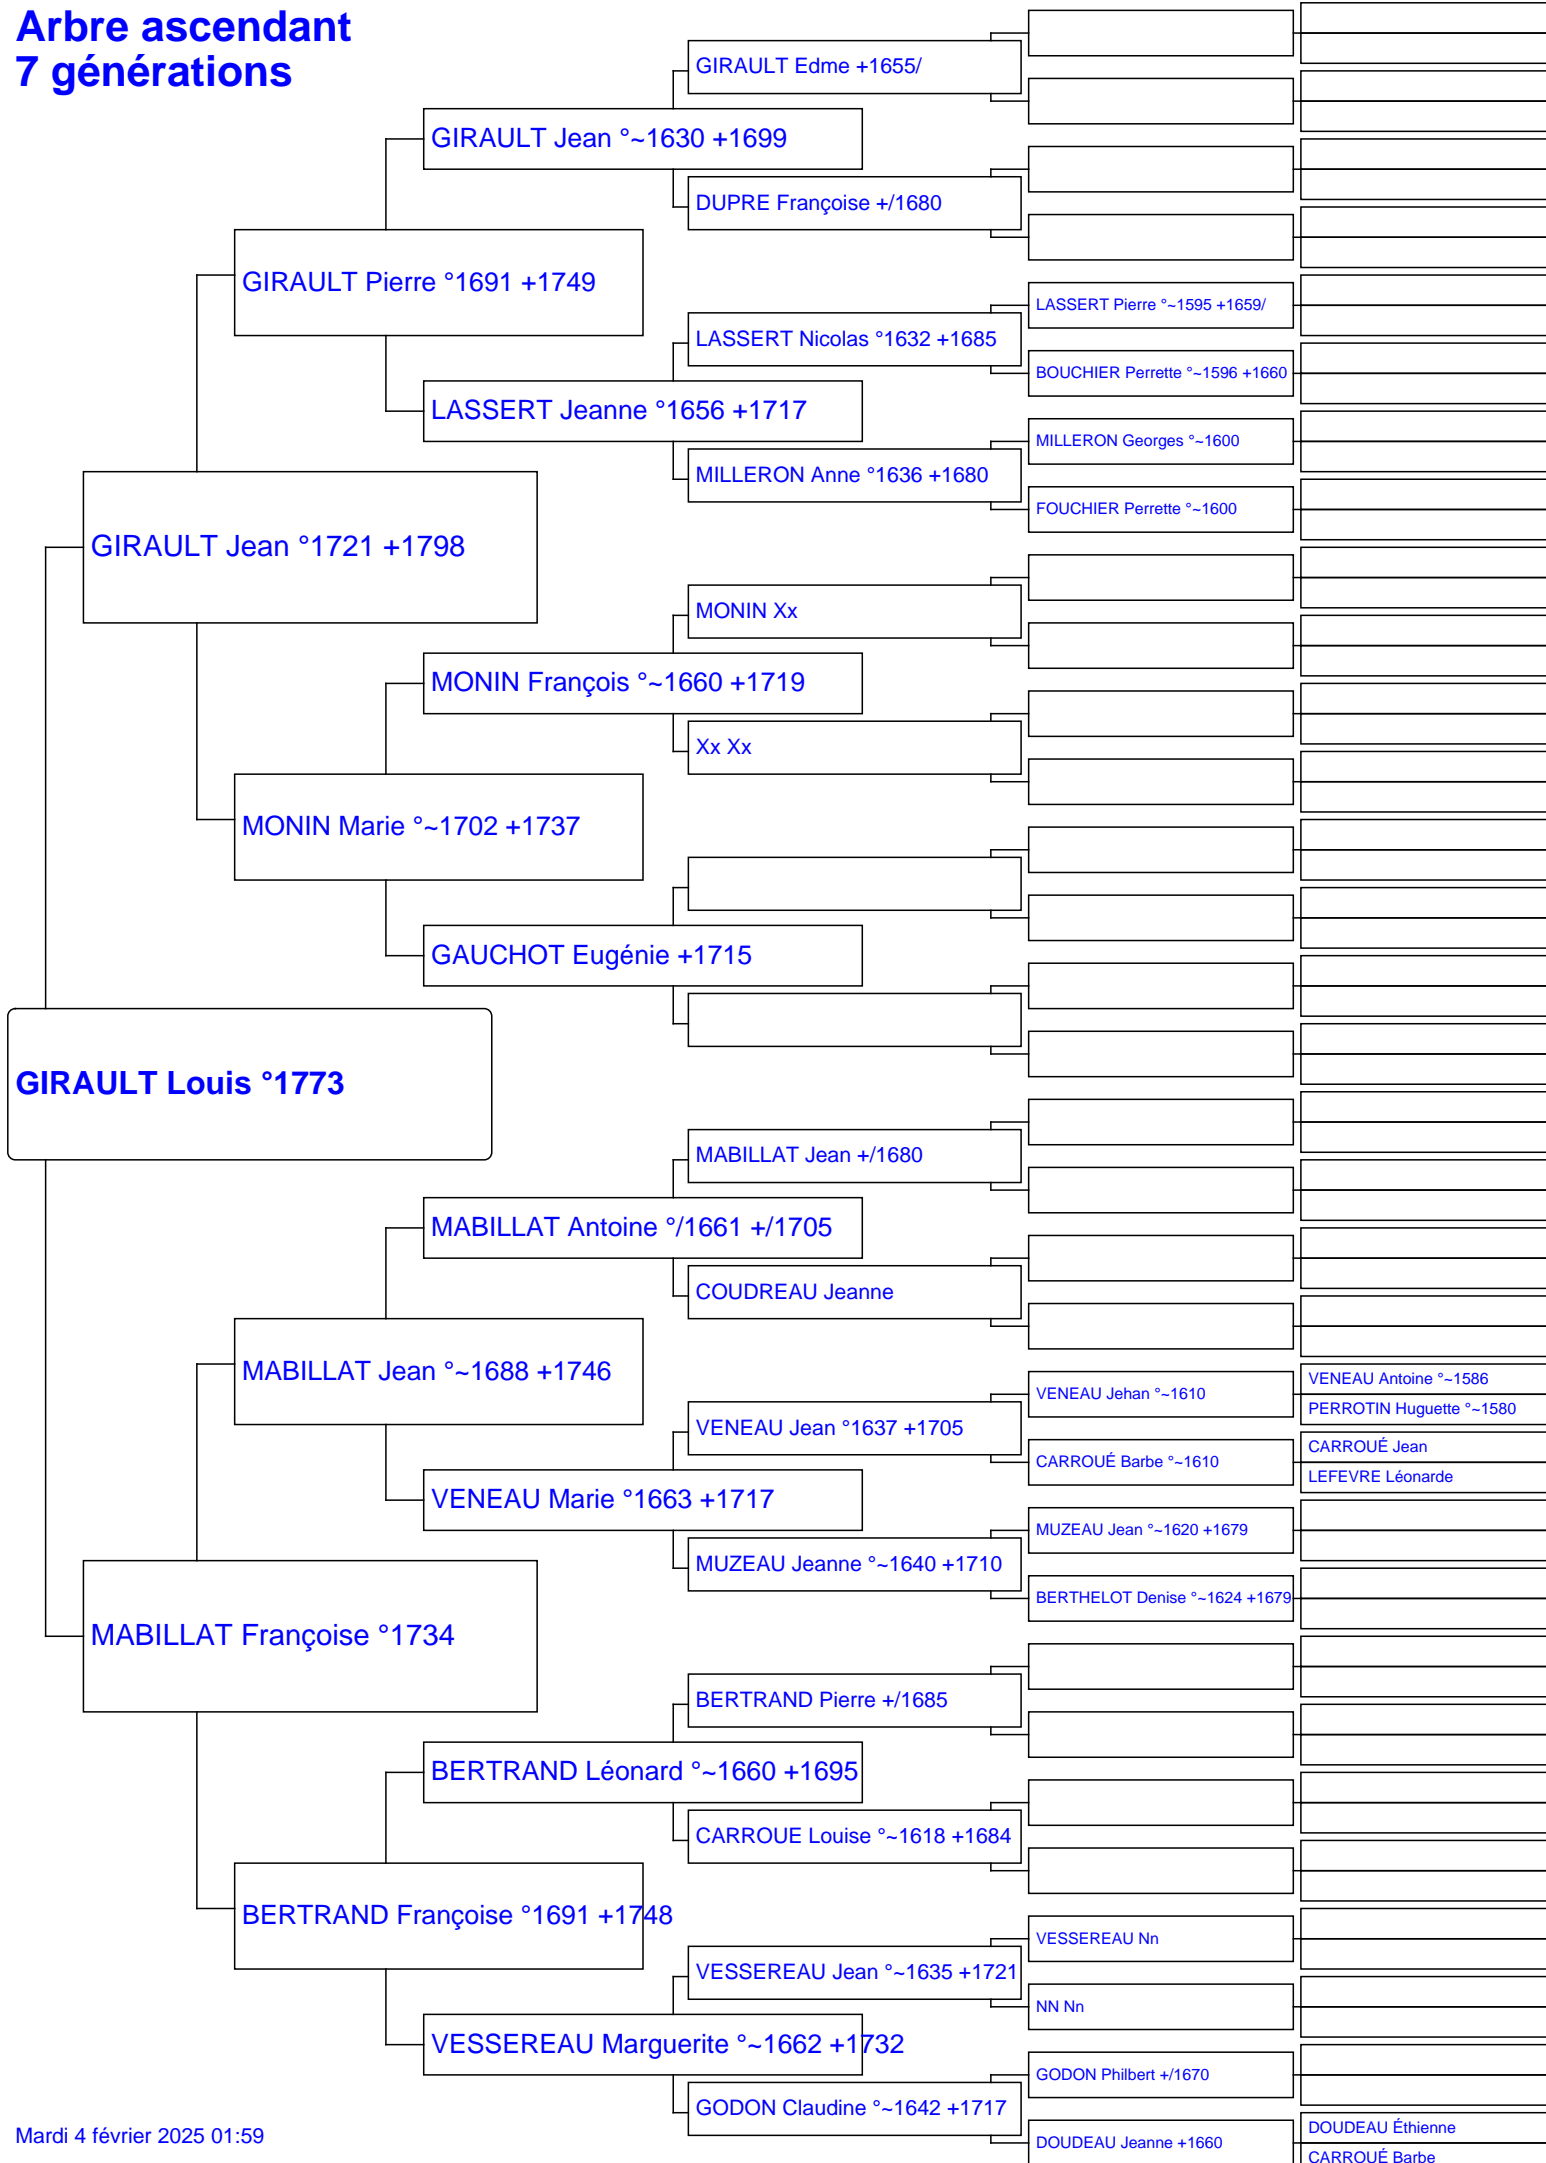 Arbre ascendant
7 générations
GIRAULT Edme +1655/
GIRAULT Jean °~1630 +1699
DUPRE Françoise +/1680
GIRAULT Pierre °1691 +1749
LASSERT Pierre °~1595 +1659/
LASSERT Nicolas °1632 +1685
BOUCHIER Perrette °~1596 +1660
LASSERT Jeanne °1656 +1717
MILLERON Georges °~1600
MILLERON Anne °1636 +1680
FOUCHIER Perrette °~1600
GIRAULT Jean °1721 +1798
MONIN Xx
MONIN François °~1660 +1719
Xx Xx
MONIN Marie °~1702 +1737
GAUCHOT Eugénie +1715
GIRAULT Louis °1773
MABILLAT Jean +/1680
MABILLAT Antoine °/1661 +/1705
COUDREAU Jeanne
MABILLAT Jean °~1688 +1746
VENEAU Antoine °~1586
VENEAU Jehan °~1610
PERROTIN Huguette °~1580
VENEAU Jean °1637 +1705
CARROUÉ Jean
CARROUÉ Barbe °~1610
LEFEVRE Léonarde
VENEAU Marie °1663 +1717
MUZEAU Jean °~1620 +1679
MUZEAU Jeanne °~1640 +1710
BERTHELOT Denise °~1624 +1679
MABILLAT Françoise °1734
BERTRAND Pierre +/1685
BERTRAND Léonard °~1660 +1695
CARROUE Louise °~1618 +1684
BERTRAND Françoise °1691 +1748
VESSEREAU Nn
VESSEREAU Jean °~1635 +1721
NN Nn
VESSEREAU Marguerite °~1662 +1732
GODON Philbert +/1670
GODON Claudine °~1642 +1717
DOUDEAU Éthienne
DOUDEAU Jeanne +1660
CARROUÉ Barbe
Mardi 4 février 2025 01:59